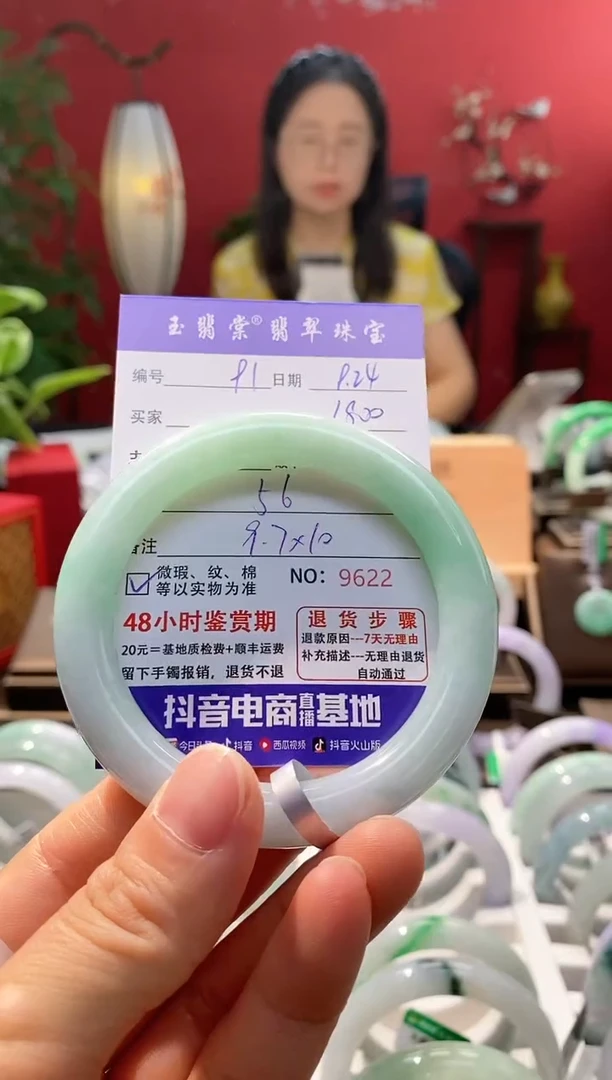 玉翡棠®翡翠珠宝
编号 91 日期 9.24
买家 1800
56
备注 9.7x10
微瑕、纹、棉
等以实物为准
NO: 9622
48小时鉴赏期
20元=基地质检费+顺丰运费
留下手镯报销，退货不退
退货步骤
退款原因---7天无理由
补充描述---无理由退货
自动通过
抖音电商直播基地
今日头条 抖音 西瓜视频 抖音火山版